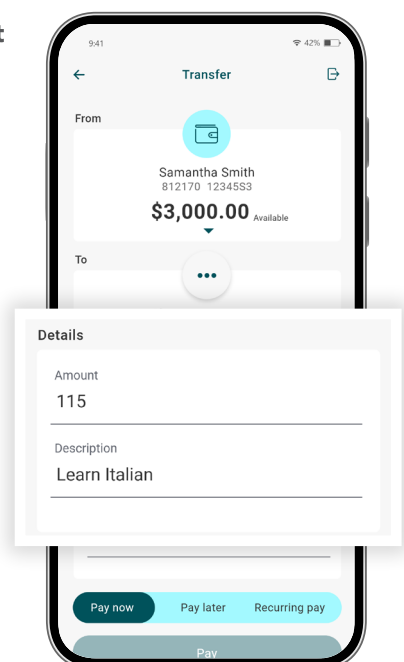 t
9:41
42%
Transfer
From
Samantha Smith
812170 12345S3
$3,000.00 Available
To
Details
Amount
115
Description
Learn Italian
Pay now Pay later Recurring pay
Pay